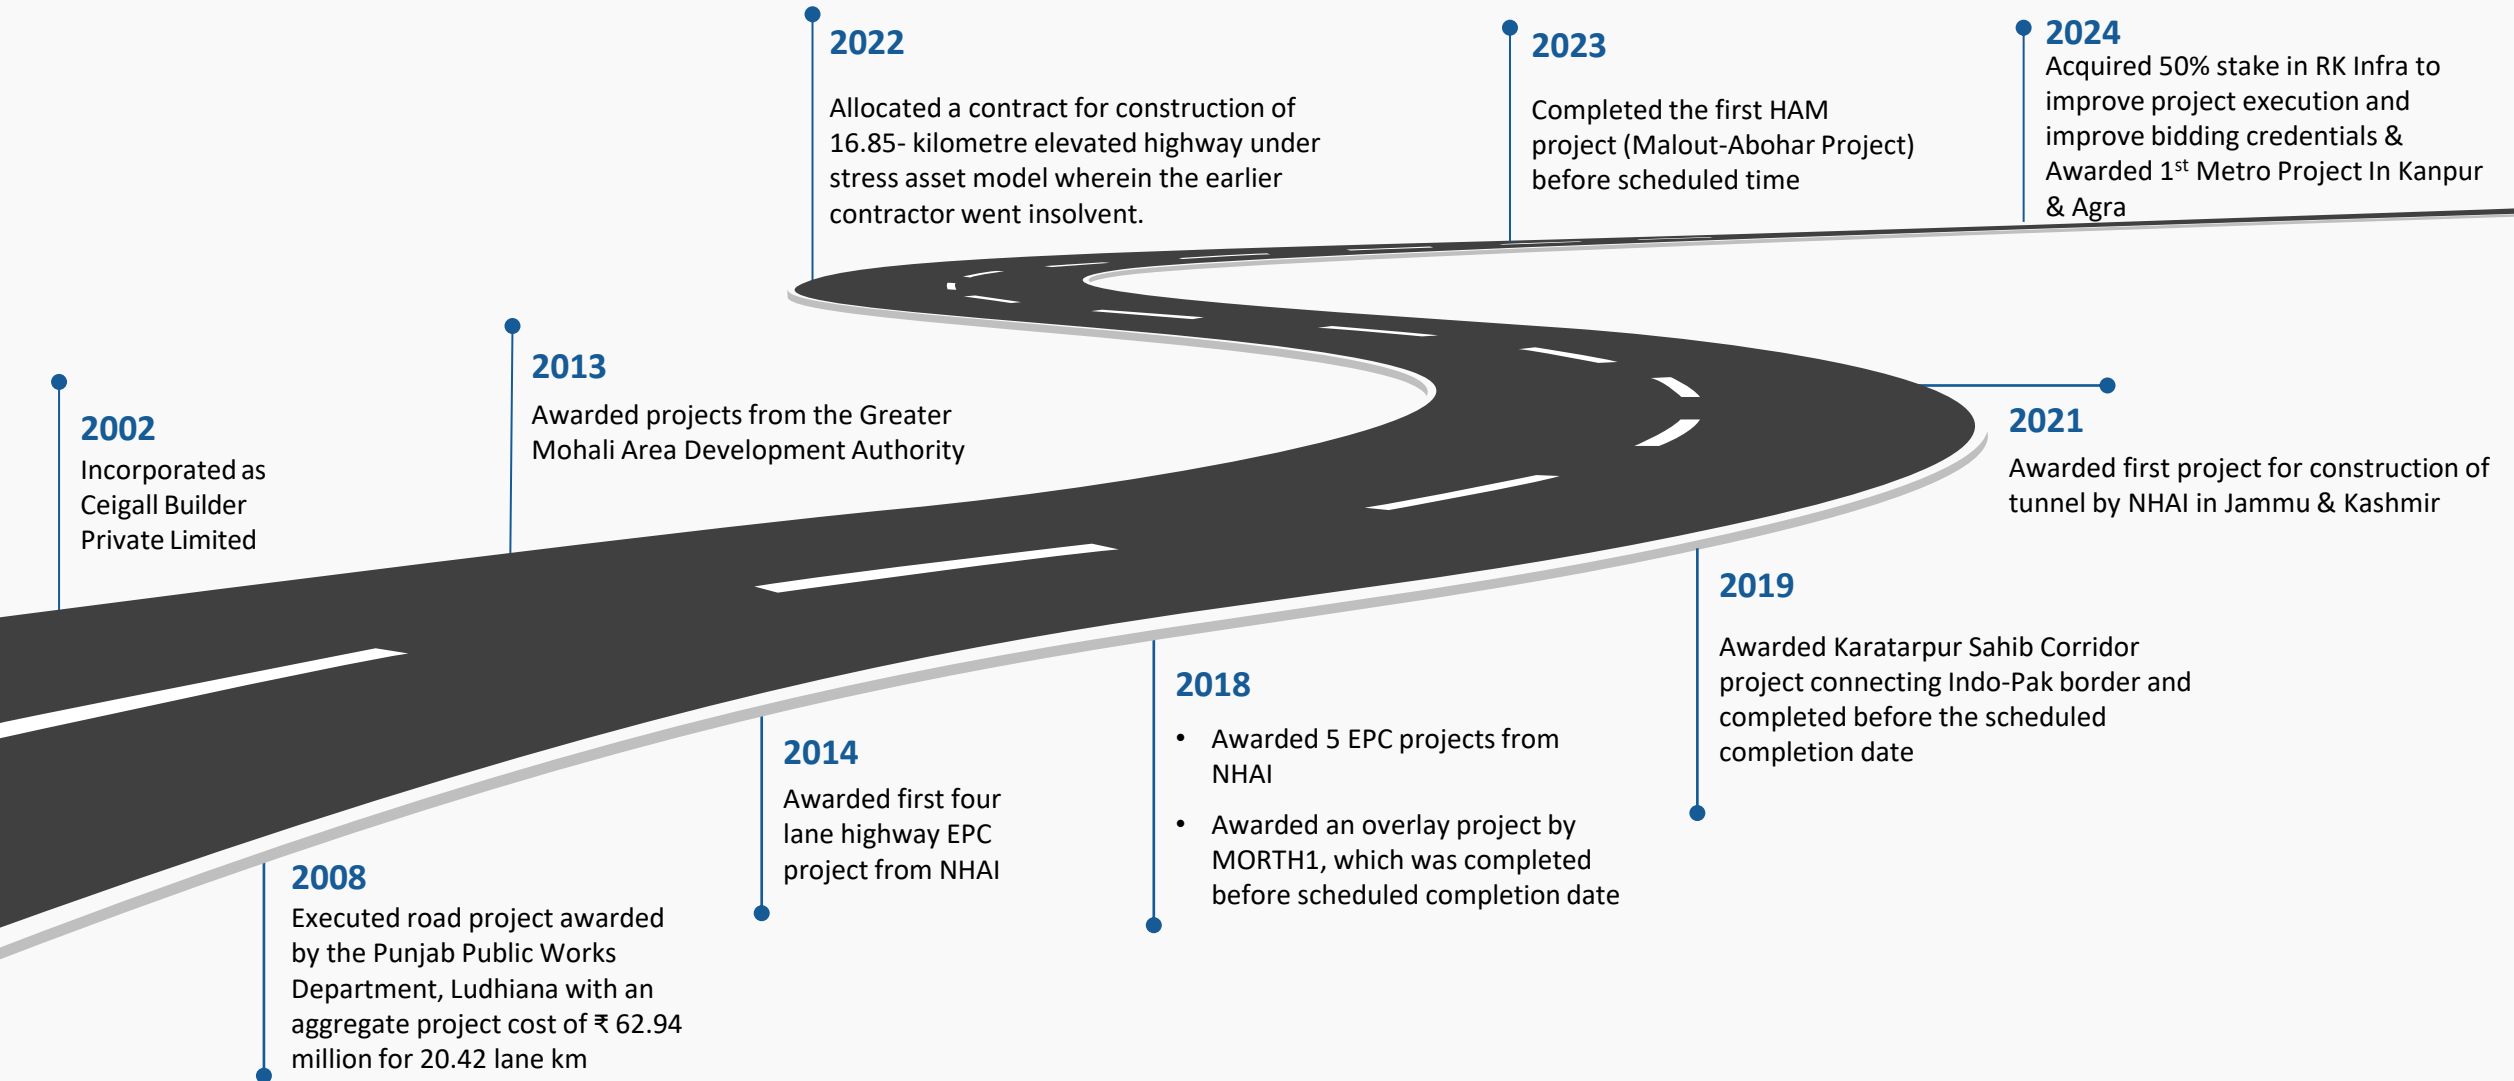 2022
Allocated a contract for construction of
16.85- kilometre elevated highway under
stress asset model wherein the earlier
contractor went insolvent.
2023
Completed the first HAM
project (Malout-Abohar Project)
before scheduled time
2024
Acquired 50% stake in RK Infra to
improve project execution and
improve bidding credentials &
Awarded 1st Metro Project In Kanpur
& Agra
2002
Incorporated as
Ceigall Builder
Private Limited
2013
Awarded projects from the Greater
Mohali Area Development Authority
2021
Awarded first project for construction of
tunnel by NHAI in Jammu & Kashmir
2008
Executed road project awarded
by the Punjab Public Works
Department, Ludhiana with an
aggregate project cost of ₹ 62.94
million for 20.42 lane km
2014
Awarded first four
lane highway EPC
project from NHAI
2018
• Awarded 5 EPC projects from
NHAI
• Awarded an overlay project by
MORTH1, which was completed
before scheduled completion date
2019
Awarded Karatarpur Sahib Corridor
project connecting Indo-Pak border and
completed before the scheduled
completion date